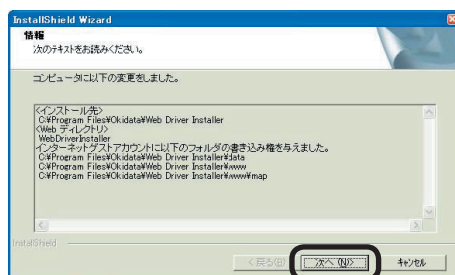 InstallShield Wizard
情報
次のテキストをお読みください。
コンピュータに以下の変更をしました。
<インストール先>
C:¥Program Files¥Okidata¥Web Driver Installer
<Web ディレクトリ>
WebDriverInstaller
インターネットゲストアカウントに以下のフォルダの書き込み権を与えました。
C:¥Program Files¥Okidata¥Web Driver Installer¥data
C:¥Program Files¥Okidata¥Web Driver Installer¥www
C:¥Program Files¥Okidata¥Web Driver Installer¥www¥map
InstallShield
< 戻る(B) 次へ (N)> キャンセル